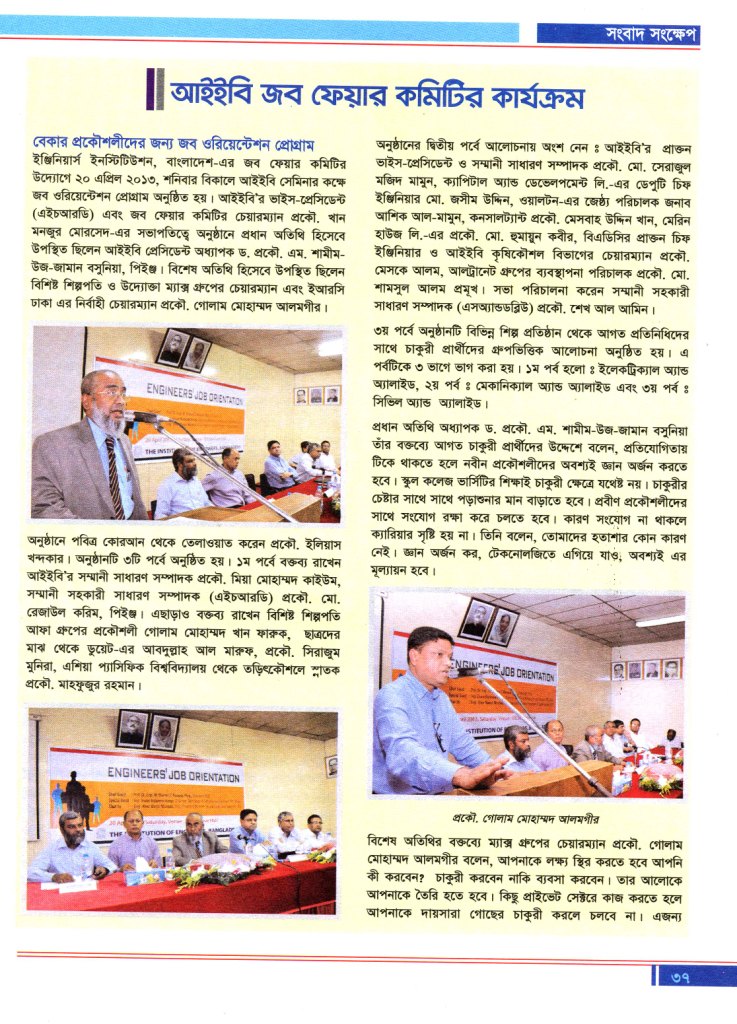 সংবাদ সংক্ষেপ
আইইবি জব ফেয়ার কমিটির কার্যক্রম
বেকার প্রকৌশলীদের জন্য জব ওরিয়েন্টেশন প্রোগ্রাম
ইঞ্জিনিয়ার্স ইনস্টিটিউশন, বাংলাদেশ-এর জব ফেয়ার কমিটির
উদ্যোগে ২০ এপ্রিল ২০১৩, শনিবার বিকালে আইইবি সেমিনার কক্ষে
জব ওরিয়েন্টেশন প্রোগ্রাম অনুষ্ঠিত হয়। আইইবি'র ভাইস-প্রেসিডেন্ট
(এইচআরডি) এবং জব ফেয়ার কমিটির চেয়ারম্যান প্রকৌ. খান
মনজুর মোরসেদ-এর সভাপতিত্বে অনুষ্ঠানে প্রধান অতিথি হিসেবে
উপস্থিত ছিলেন আইইবি প্রেসিডেন্ট অধ্যাপক ড. প্রকৌ. এম. শামীম-
উজ-জামান বসুনিয়া, পিইঞ্জ। বিশেষ অতিথি হিসেবে উপস্থিত ছিলেন
বিশিষ্ট শিল্পপতি ও উদ্যোক্তা ম্যাক্স গ্রুপের চেয়ারম্যান এবং ইআরসি
ঢাকা এর নির্বাহী চেয়ারম্যান প্রকৌ. গোলাম মোহাম্মদ আলমগীর।
ENGINEERS' JOB ORIENTATION
THE INSTITUTION OF ENGINEERS, BANGLADESH
অনুষ্ঠানে পবিত্র কোরআন থেকে তেলাওয়াত করেন প্রকৌ. ইলিয়াস
খন্দকার। অনুষ্ঠানটি ৩টি পর্বে অনুষ্ঠিত হয়। ১ম পর্বে বক্তব্য রাখেন
আইইবি'র সম্মানী সাধারণ সম্পাদক প্রকৌ. মিয়া মোহাম্মদ কাইউম,
সম্মানী সহকারী সাধারণ সম্পাদক (এইচআরডি) প্রকৌ. মো.
রেজাউল করিম, পিইঞ্জ। এছাড়াও বক্তব্য রাখেন বিশিষ্ট শিল্পপতি
আফা গ্রুপের প্রকৌশলী গোলাম মোহাম্মদ খান ফারুক, ছাত্রদের
মাঝ থেকে ডুয়েট-এর আবদুল্লাহ আল মারুফ, প্রকৌ. সিরাজুম
মুনিরা, এশিয়া প্যাসিফিক বিশ্ববিদ্যালয় থেকে তড়িৎকৌশলে স্নাতক
প্রকৌ. মাহফুজুর রহমান।
ENGINEERS' JOB ORIENTATION
THE INSTITUTION OF ENGINEERS, BANGLADESH
অনুষ্ঠানের দ্বিতীয় পর্বে আলোচনায় অংশ নেন ঃ আইইবি'র প্রাক্তন
ভাইস-প্রেসিডেন্ট ও সম্মানী সাধারণ সম্পাদক প্রকৌ. মো. সেরাজুল
মজিদ মামুন, ক্যাপিটাল অ্যান্ড ডেভেলপমেন্ট লি.-এর ডেপুটি চিফ
ইঞ্জিনিয়ার মো. জসীম উদ্দিন, ওয়ালটন-এর জেষ্ঠ্য পরিচালক জনাব
আশিক আল-মামুন, কনসালট্যান্ট প্রকৌ. মেসবাহ উদ্দিন খান, মেরিন
হাউজ লি.-এর প্রকৌ. মো. হুমায়ুন কবীর, বিএডিসির প্রাক্তন চিফ
ইঞ্জিনিয়ার ও আইইবি কৃষিকৌশল বিভাগের চেয়ারম্যান প্রকৌ.
মেসকে আলম, আলট্রানেট গ্রুপের ব্যবস্থাপনা পরিচালক প্রকৌ. মো.
শামসুল আলম প্রমূখ। সভা পরিচালনা করেন সম্মানী সহকারী
সাধারণ সম্পাদক (এসঅ্যান্ডডব্লিউ) প্রকৌ. শেখ আল আমিন।
৩য় পর্বে অনুষ্ঠানটি বিভিন্ন শিল্প প্রতিষ্ঠান থেকে আগত প্রতিনিধিদের
সাথে চাকুরী প্রার্থীদের গ্রুপভিত্তিক আলোচনা অনুষ্ঠিত হয়। এ
পর্বটিকে ৩ ভাগে ভাগ করা হয়। ১ম পর্ব হলো ঃ ইলেকট্রিক্যাল অ্যান্ড
অ্যালাইড, ২য় পর্ব ঃ মেকানিক্যাল অ্যান্ড অ্যালাইড এবং ৩য় পর্ব ঃ
সিভিল অ্যান্ড অ্যালাইড।
প্রধান অতিথি অধ্যাপক ড. প্রকৌ. এম. শামীম-উজ-জামান বসুনিয়া
তাঁর বক্তব্যে আগত চাকুরী প্রার্থীদের উদ্দেশে বলেন, প্রতিযোগিতায়
টিকে থাকতে হলে নবীন প্রকৌশলীদের অবশ্যই জ্ঞান অর্জন করতে
হবে। স্কুল কলেজ ভার্সিটির শিক্ষাই চাকুরী ক্ষেত্রে যথেষ্ট নয়। চাকুরীর
চেষ্টার সাথে সাথে পড়াশুনার মান বাড়াতে হবে। প্রবীণ প্রকৌশলীদের
সাথে সংযোগ রক্ষা করে চলতে হবে। কারণ সংযোগ না থাকলে
ক্যারিয়ার সৃষ্টি হয় না। তিনি বলেন, তোমাদের হতাশার কোন কারণ
নেই। জ্ঞান অর্জন কর, টেকনোলজিতে এগিয়ে যাও, অবশ্যই এর
মূল্যায়ন হবে।
ENGINEERS' JOB ORIENTATION
INSTITUTION OF ENGINEERS, BANGLADESH
প্রকৌ. গোলাম মোহাম্মদ আলমগীর
বিশেষ অতিথির বক্তব্যে ম্যাক্স গ্রুপের চেয়ারম্যান প্রকৌ. গোলাম
মোহাম্মদ আলমগীর বলেন, আপনাকে লক্ষ্য স্থির করতে হবে আপনি
কী করবেন? চাকুরী করবেন নাকি ব্যবসা করবেন। তার আলোকে
আপনাকে তৈরি হতে হবে। কিছু প্রাইভেট সেক্টরে কাজ করতে হলে
আপনাকে দায়সারা গোছের চাকুরী করলে চলবে না। এজন্য
৩৭